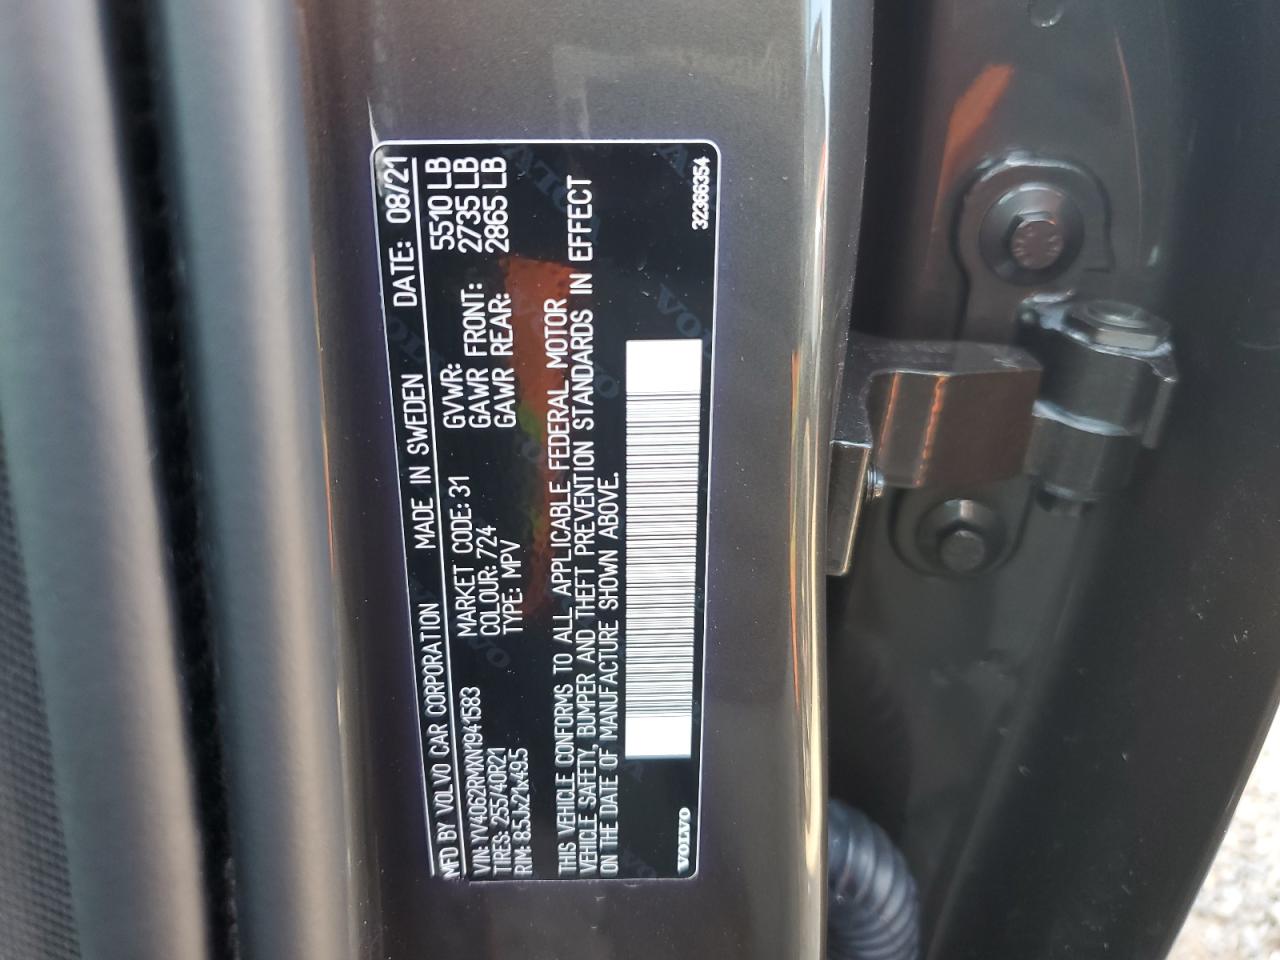 MFD BY VOLVO CAR CORPORATION MADE IN SWEDEN DATE: 08/21
VIN: YV4062RMXN1941583 MARKET CODE: 31 GVWR: 5510 LB
TIRES: 255/40R21 COLOUR: 724 GAWR FRONT: 2735 LB
RIM: 8.5Jx21x49.5 TYPE: MPV GAWR REAR: 2865 LB
THIS VEHICLE CONFORMS TO ALL APPLICABLE FEDERAL MOTOR
VEHICLE SAFETY, BUMPER AND THEFT PREVENTION STANDARDS IN EFFECT
ON THE DATE OF MANUFACTURE SHOWN ABOVE.
VOLVO 32366354